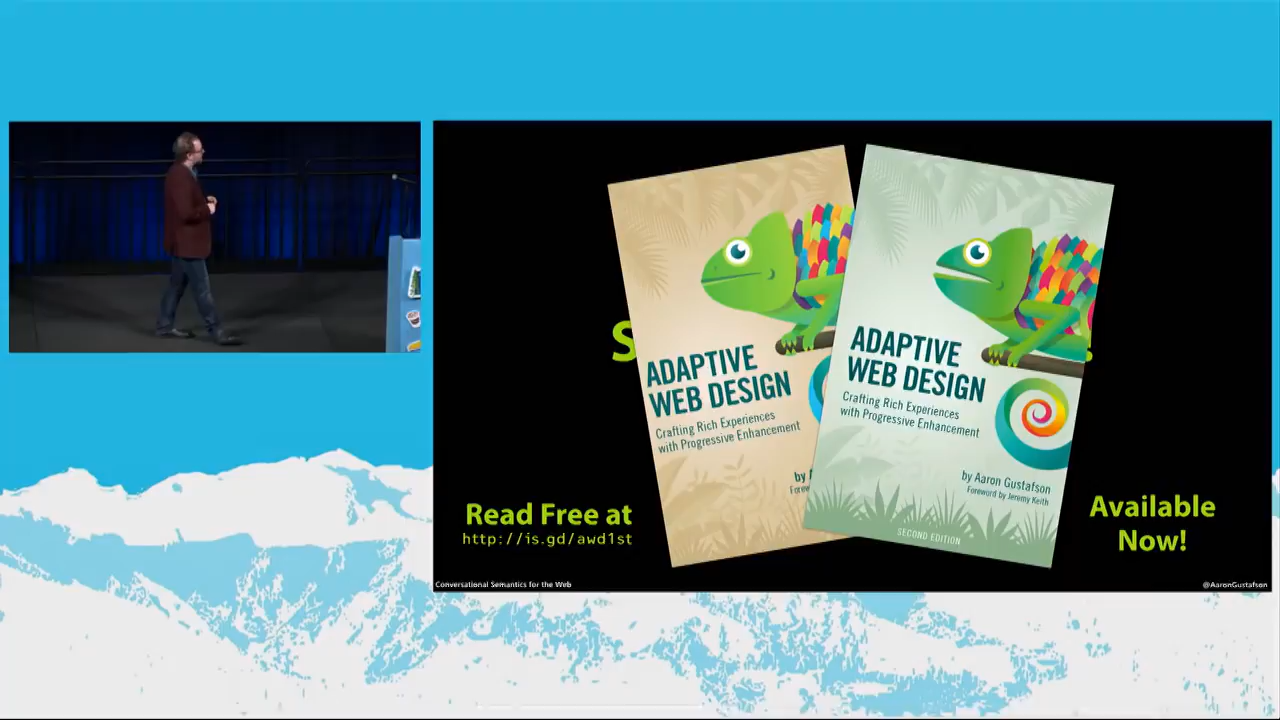 S
ADAPTIVE
WEB DESIGN
Crafting Rich Experiences
with Progressive Enhancement
by
ADAPTIVE
WEB DESIGN
Crafting Rich Experiences
with Progressive Enhancement
by Aaron Gustafson
Foreword by Jeremy Keith
SECOND EDITION
Read Free at
http://is.gd/awd1st
Available
Now!
Conversational Semantics for the Web
@AaronGustafson